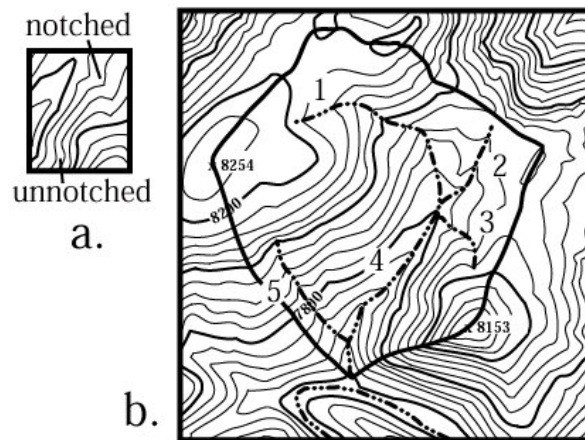 notched
unnotched
a.
1
x 8254
8200
2
3
4
5
7800
x 8153
b.